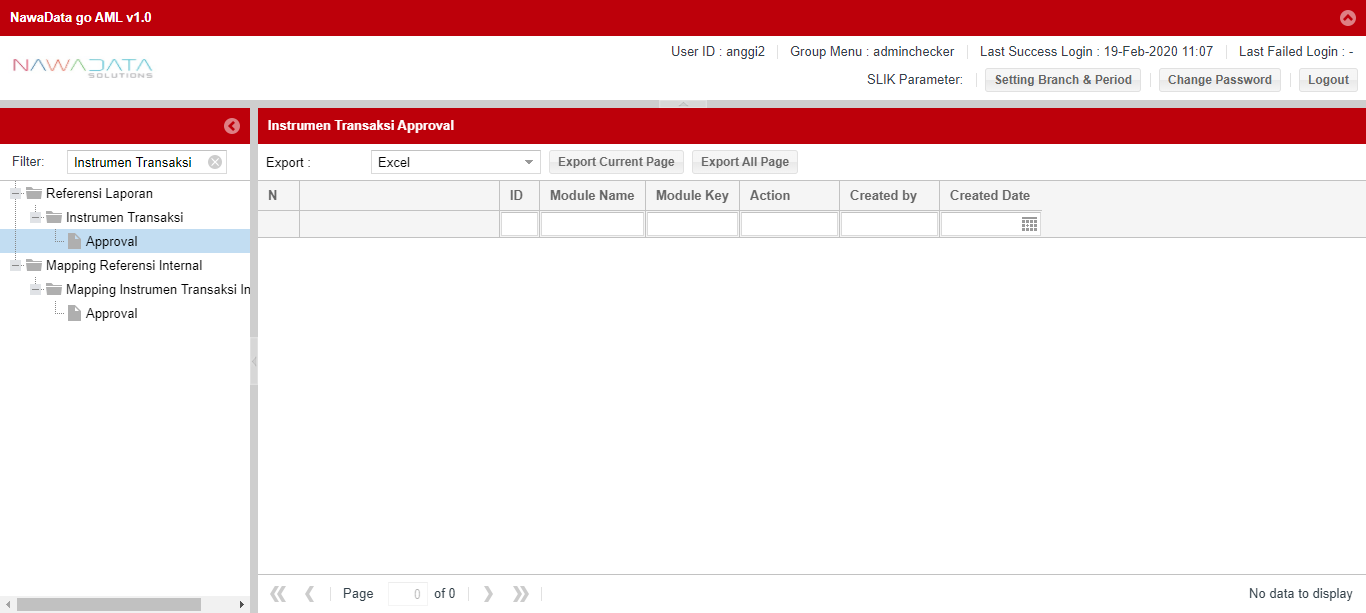 NawaData go AML v1.0
NAWADATA
SOLUTIONS
User ID : anggi2 Group Menu : adminchecker Last Success Login : 19-Feb-2020 11:07 Last Failed Login : -
SLIK Parameter: Setting Branch & Period Change Password Logout
Instrumen Transaksi Approval
Filter: Instrumen Transaksi
Export : Excel Export Current Page Export All Page
Referensi Laporan
Instrumen Transaksi
Approval
Mapping Referensi Internal
Mapping Instrumen Transaksi In
Approval
N ID Module Name Module Key Action Created by Created Date
Page 0 of 0 No data to display